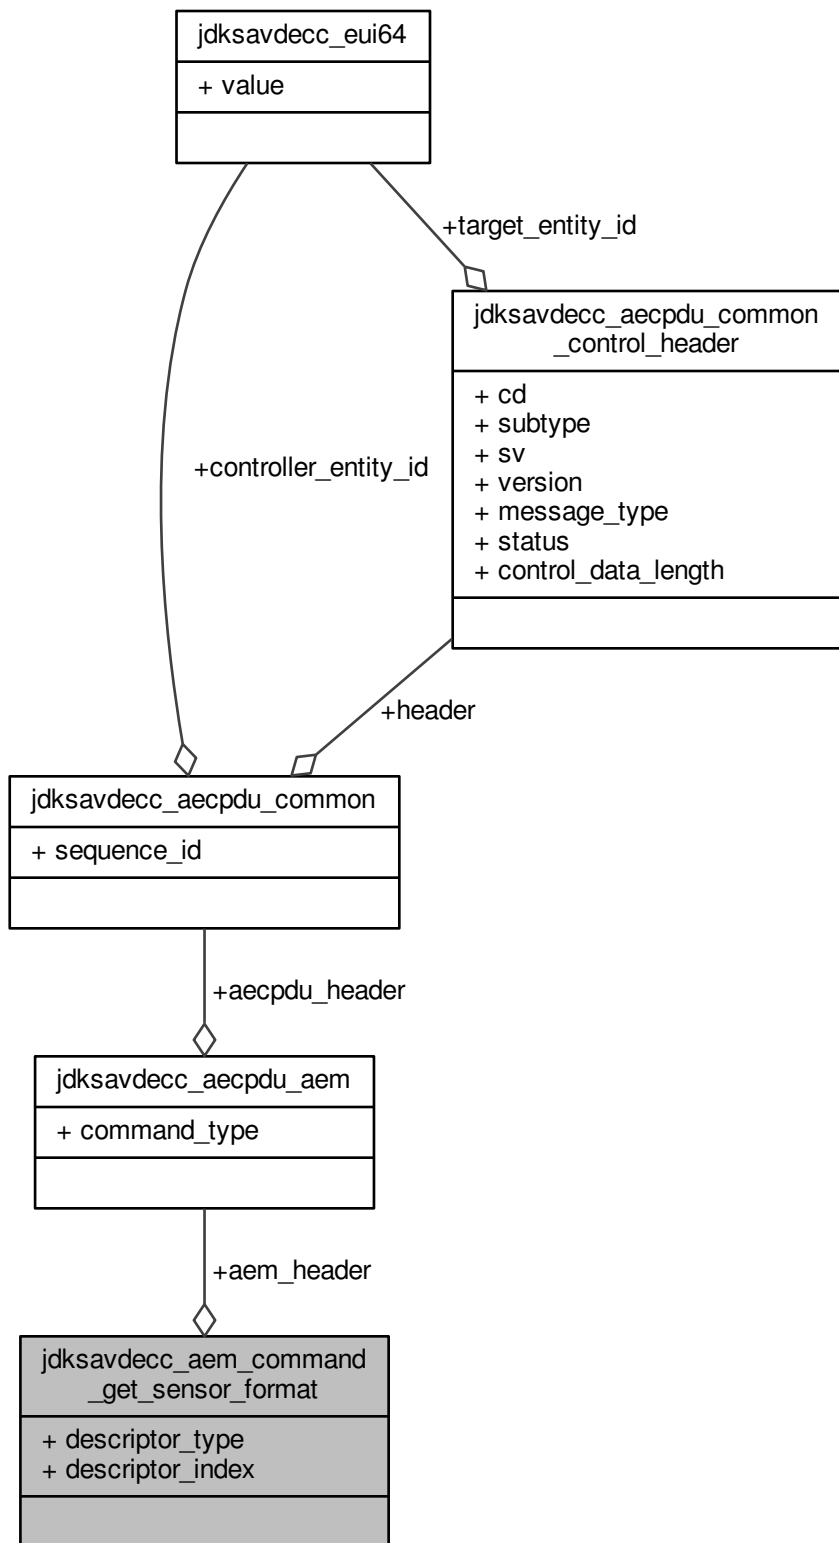 jdksavdecc_eui64
+ value
+target_entity_id
jdksavdecc_aecpdu_common
_control_header
+ cd
+ subtype
+ sv
+ version
+ message_type
+ status
+ control_data_length
+controller_entity_id
+header
jdksavdecc_aecpdu_common
+ sequence_id
+aecpdu_header
jdksavdecc_aecpdu_aem
+ command_type
+aem_header
jdksavdecc_aem_command
_get_sensor_format
+ descriptor_type
+ descriptor_index